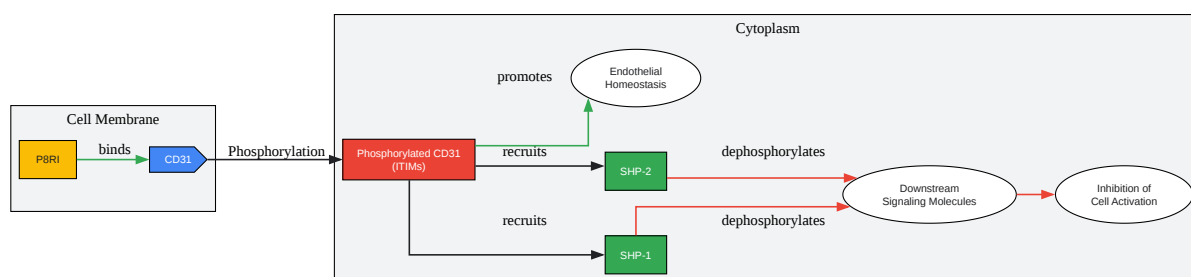 Cytoplasm
promotes
Endothelial
Homeostasis
Cell Membrane
P8RI
binds
CD31
Phosphorylation
Phosphorylated CD31
(ITIMs)
recruits
SHP-2
dephosphorylates
Downstream
Signaling Molecules
Inhibition of
Cell Activation
recruits
SHP-1
dephosphorylates